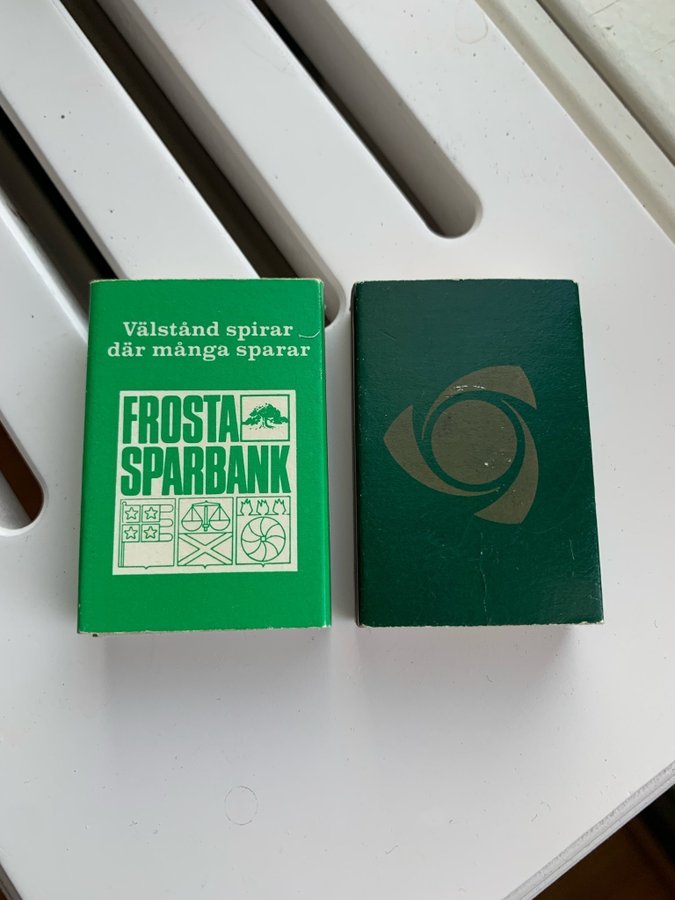 Välstånd spirar
där många sparar
FROSTA
SPARBANK